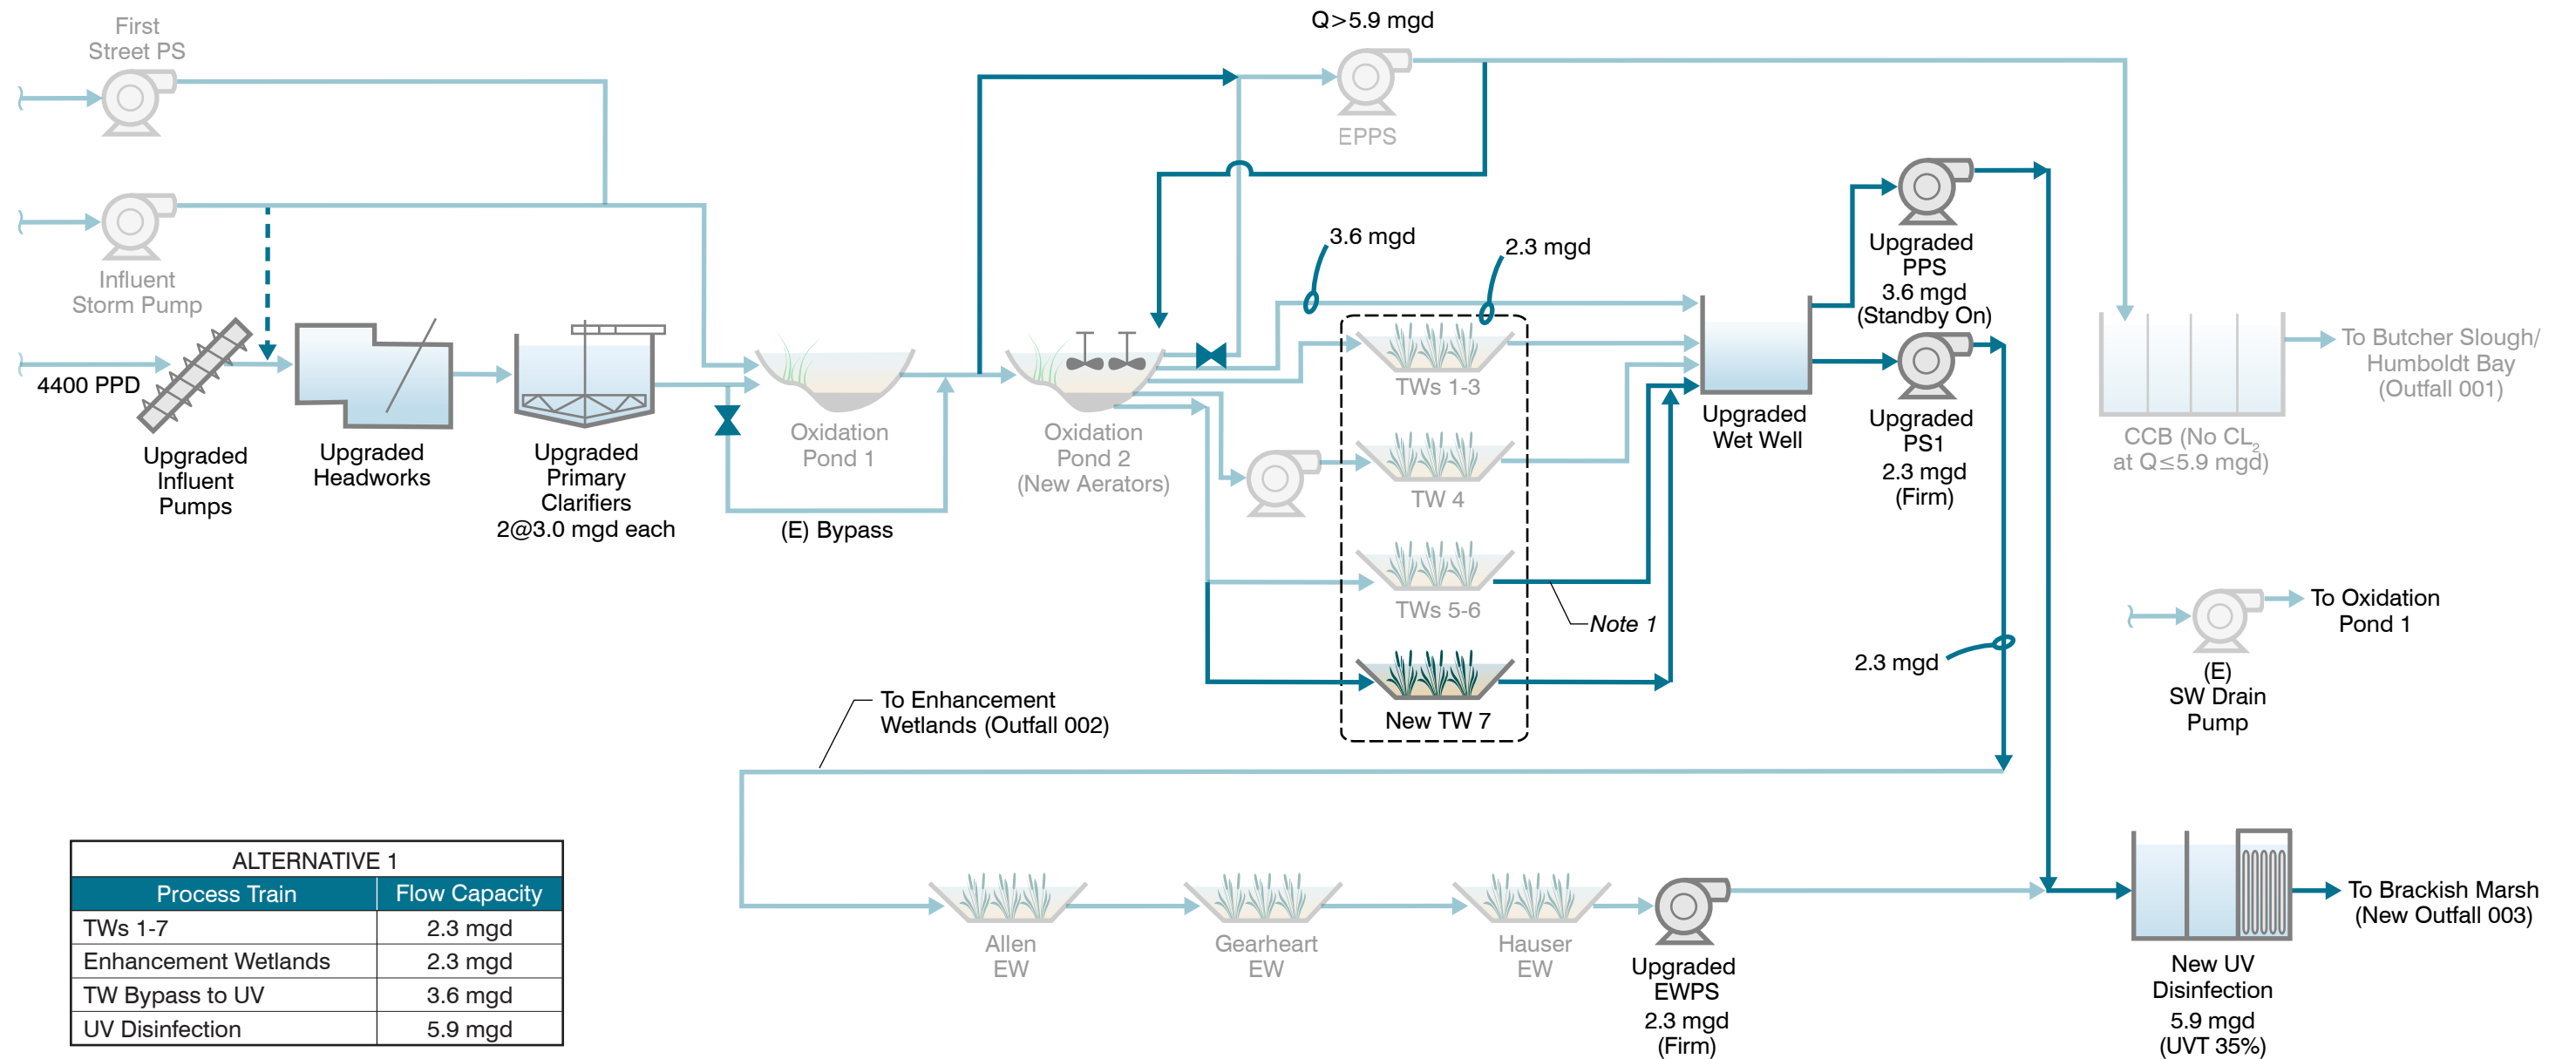 First
Street PS
Q>5.9 mgd
EPPS
Influent
Storm Pump
4400 PPD
Upgraded
Influent
Pumps
Upgraded
Headworks
Upgraded
Primary
Clarifiers
2@3.0 mgd each
(E) Bypass
Oxidation
Pond 1
Oxidation
Pond 2
(New Aerators)
3.6 mgd
2.3 mgd
TWs 1-3
TW 4
TWs 5-6
New TW 7
Note 1
Upgraded
Wet Well
Upgraded
PPS
3.6 mgd
(Standby On)
Upgraded
PS1
2.3 mgd
(Firm)
2.3 mgd
CCB (No CL2
at Q≤5.9 mgd)
To Butcher Slough/
Humboldt Bay
(Outfall 001)
To Oxidation
Pond 1
(E)
SW Drain
Pump
To Enhancement
Wetlands (Outfall 002)
ALTERNATIVE 1
Process Train Flow Capacity
TWs 1-7 2.3 mgd
Enhancement Wetlands 2.3 mgd
TW Bypass to UV 3.6 mgd
UV Disinfection 5.9 mgd
Allen
EW
Gearheart
EW
Hauser
EW
Upgraded
EWPS
2.3 mgd
(Firm)
New UV
Disinfection
5.9 mgd
(UVT 35%)
To Brackish Marsh
(New Outfall 003)